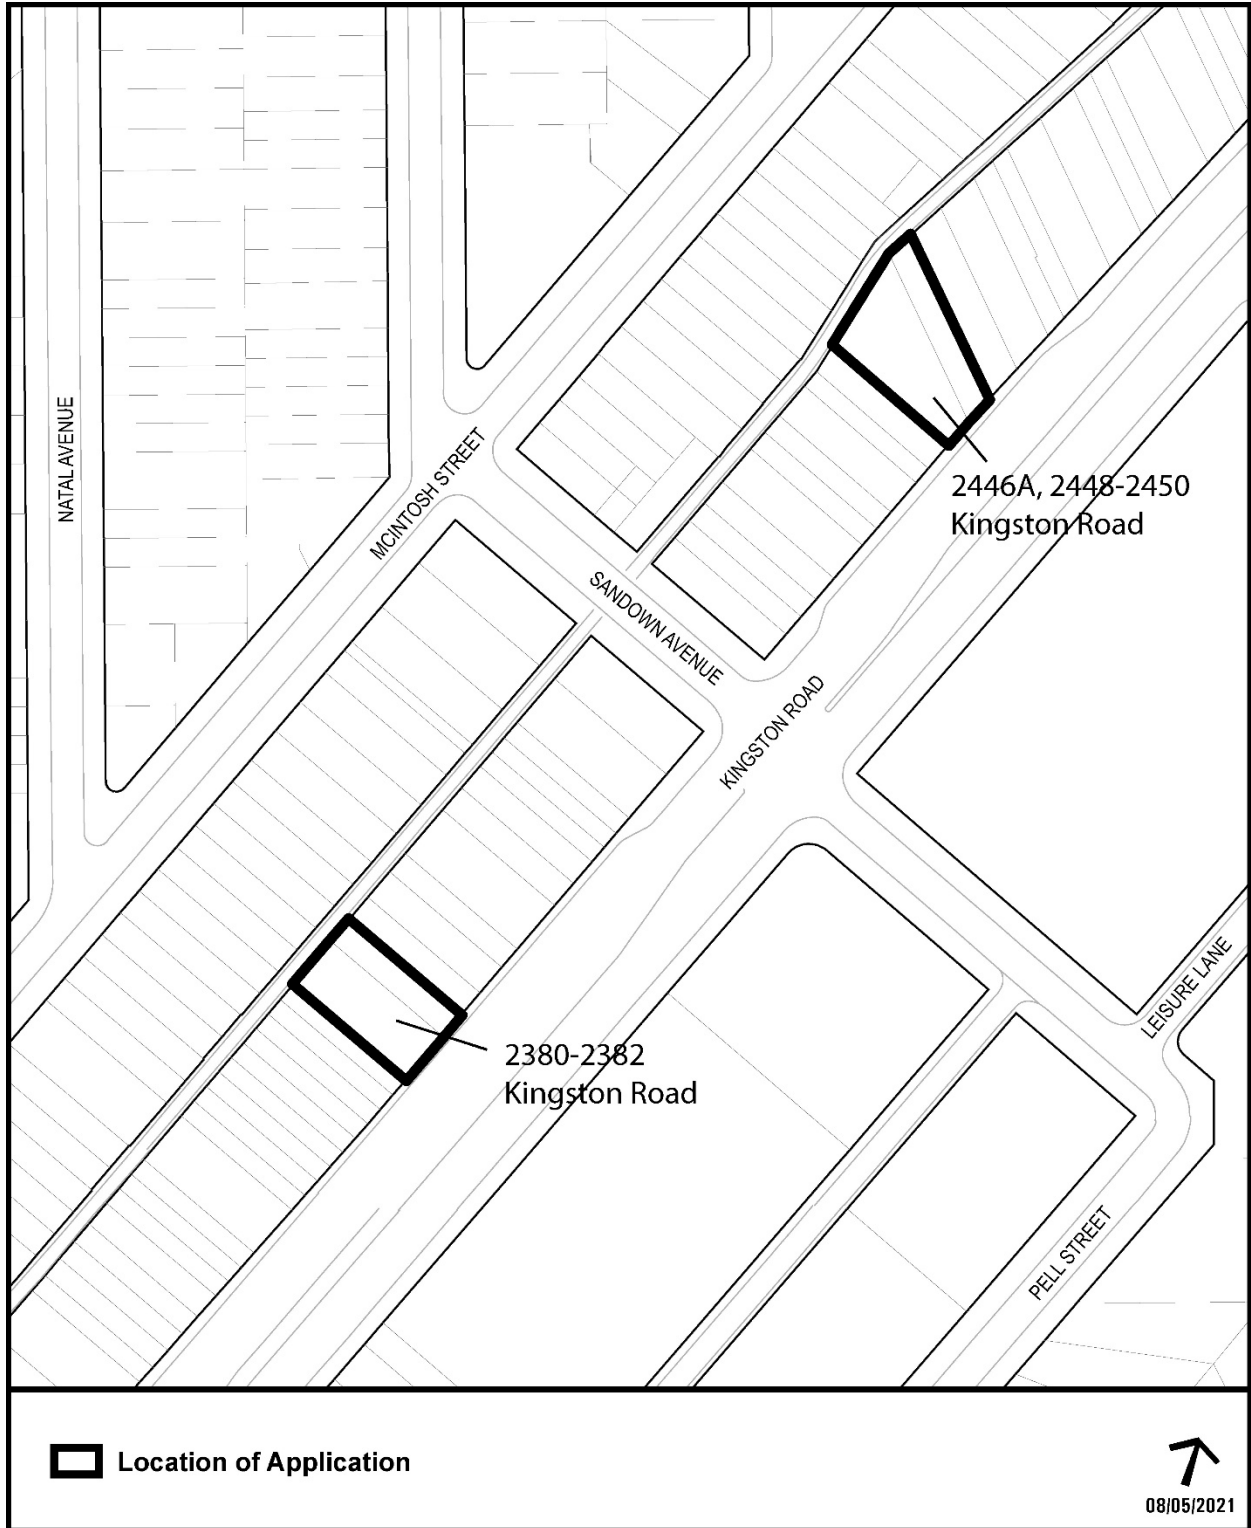 NATAL AVENUE
MCINTOSH STREET
2446A, 2448-2450
Kingston Road
SANDOWN AVENUE
KINGSTON ROAD
LEISURE LANE
2380-2382
Kingston Road
PELL STREET
Location of Application
08/05/2021